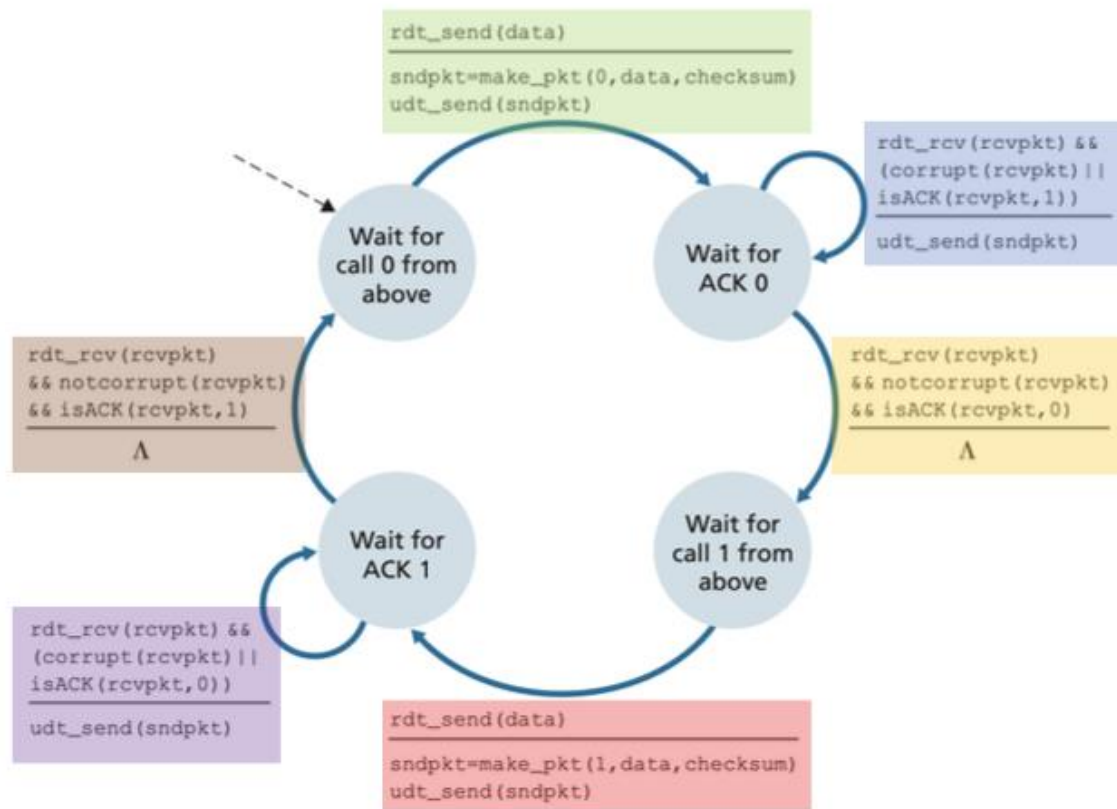 rdt_send(data)
sndpkt=make_pkt(0,data,checksum)
udt_send(sndpkt)
rdt_rcv(rcvpkt) &&
(corrupt(rcvpkt)||
isACK(rcvpkt,1))
udt_send(sndpkt)
Wait for
call 0 from
above
Wait for
ACK 0
rdt_rcv(rcvpkt)
&& notcorrupt(rcvpkt)
&& isACK(rcvpkt,1)
Λ
rdt_rcv(rcvpkt)
&& notcorrupt(rcvpkt)
&& isACK(rcvpkt,0)
Λ
Wait for
ACK 1
Wait for
call 1 from
above
rdt_rcv(rcvpkt) &&
(corrupt(rcvpkt)||
isACK(rcvpkt,0))
udt_send(sndpkt)
rdt_send(data)
sndpkt=make_pkt(1,data,checksum)
udt_send(sndpkt)